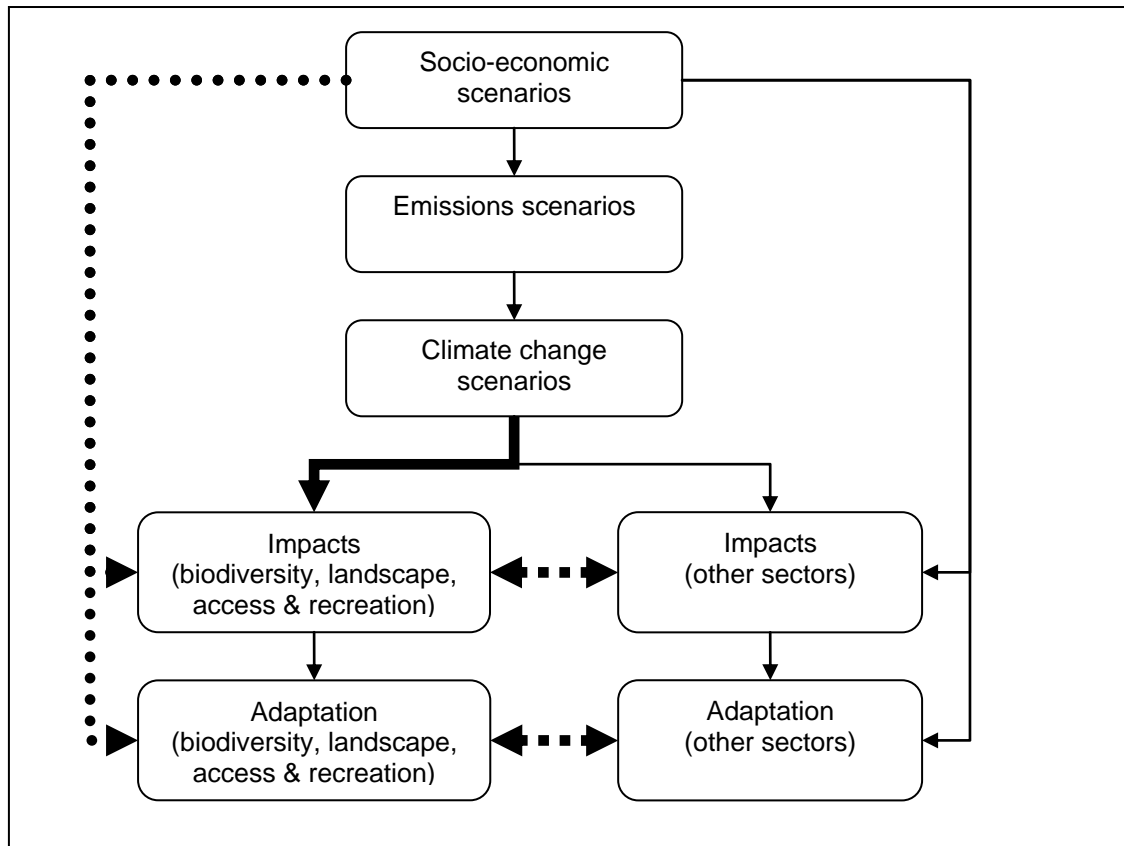 Socio-economic
scenarios
Emissions scenarios
Climate change
scenarios
Impacts
(biodiversity, landscape,
access & recreation)
Impacts
(other sectors)
Adaptation
(biodiversity, landscape,
access & recreation)
Adaptation
(other sectors)